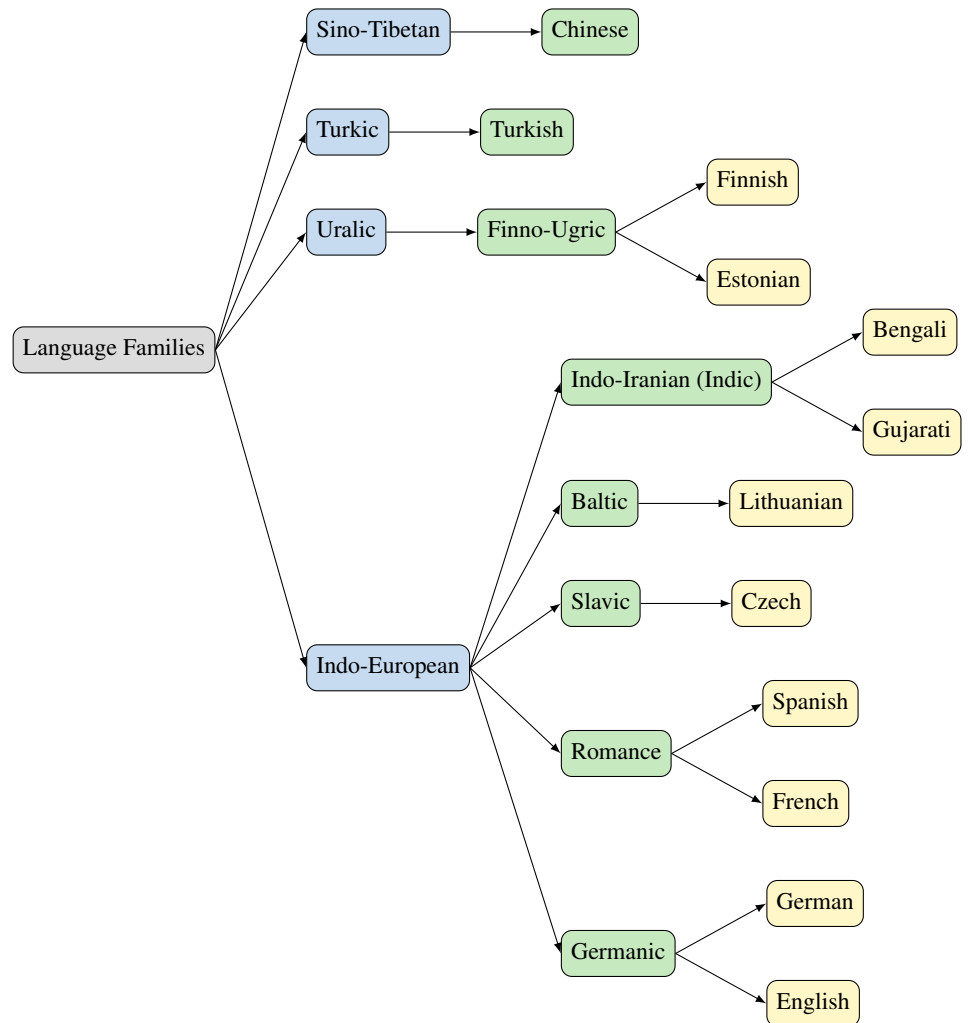 Sino-Tibetan
Chinese
Turkic
Turkish
Finnish
Uralic
Finno-Ugric
Estonian
Language Families
Bengali
Indo-Iranian (Indic)
Gujarati
Baltic
Lithuanian
Slavic
Czech
Indo-European
Spanish
Romance
French
German
Germanic
English